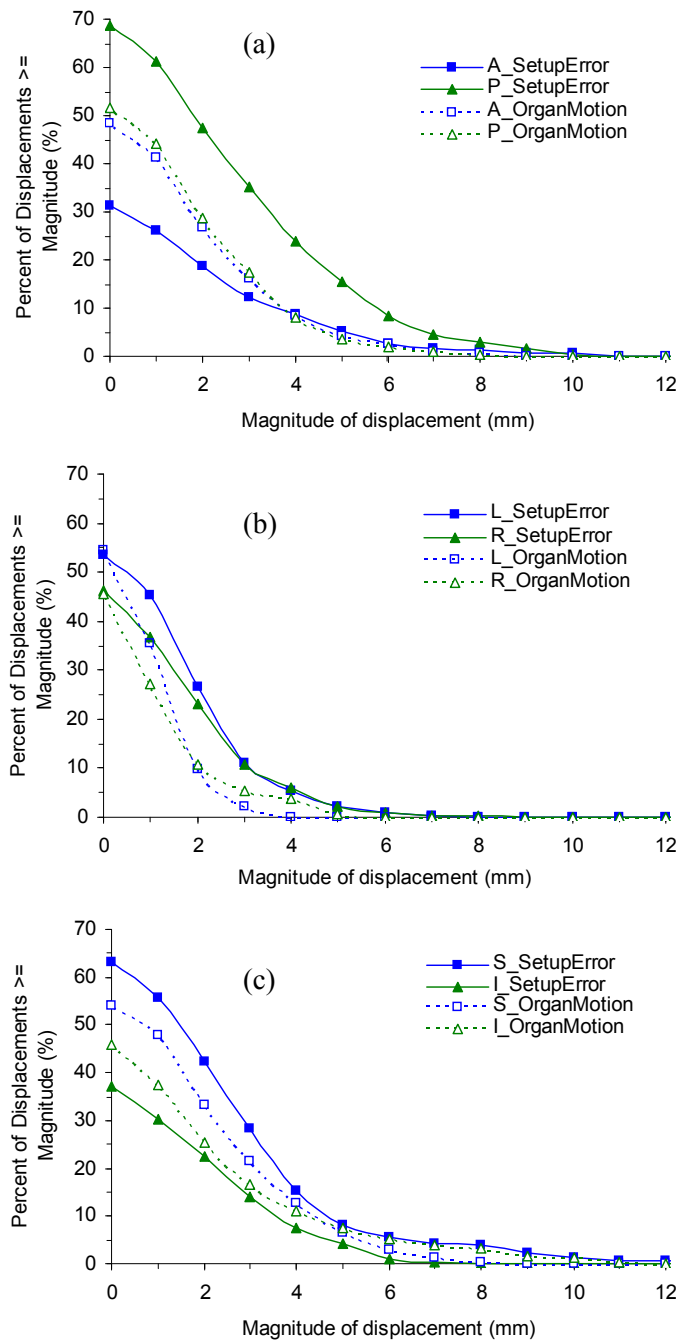 (a)
A_SetupError
P_SetupError
A_OrganMotion
P_OrganMotion
Percent of Displacements >=
Magnitude (%)
70
60
50
40
30
20
10
0
0 2 4 6 8 10 12
Magnitude of displacement (mm)
(b)
L_SetupError
R_SetupError
L_OrganMotion
R_OrganMotion
Percent of Displacements >=
Magnitude (%)
70
60
50
40
30
20
10
0
0 2 4 6 8 10 12
Magnitude of displacement (mm)
(c)
S_SetupError
I_SetupError
S_OrganMotion
I_OrganMotion
Percent of Displacements >=
Magnitude (%)
70
60
50
40
30
20
10
0
0 2 4 6 8 10 12
Magnitude of displacement (mm)